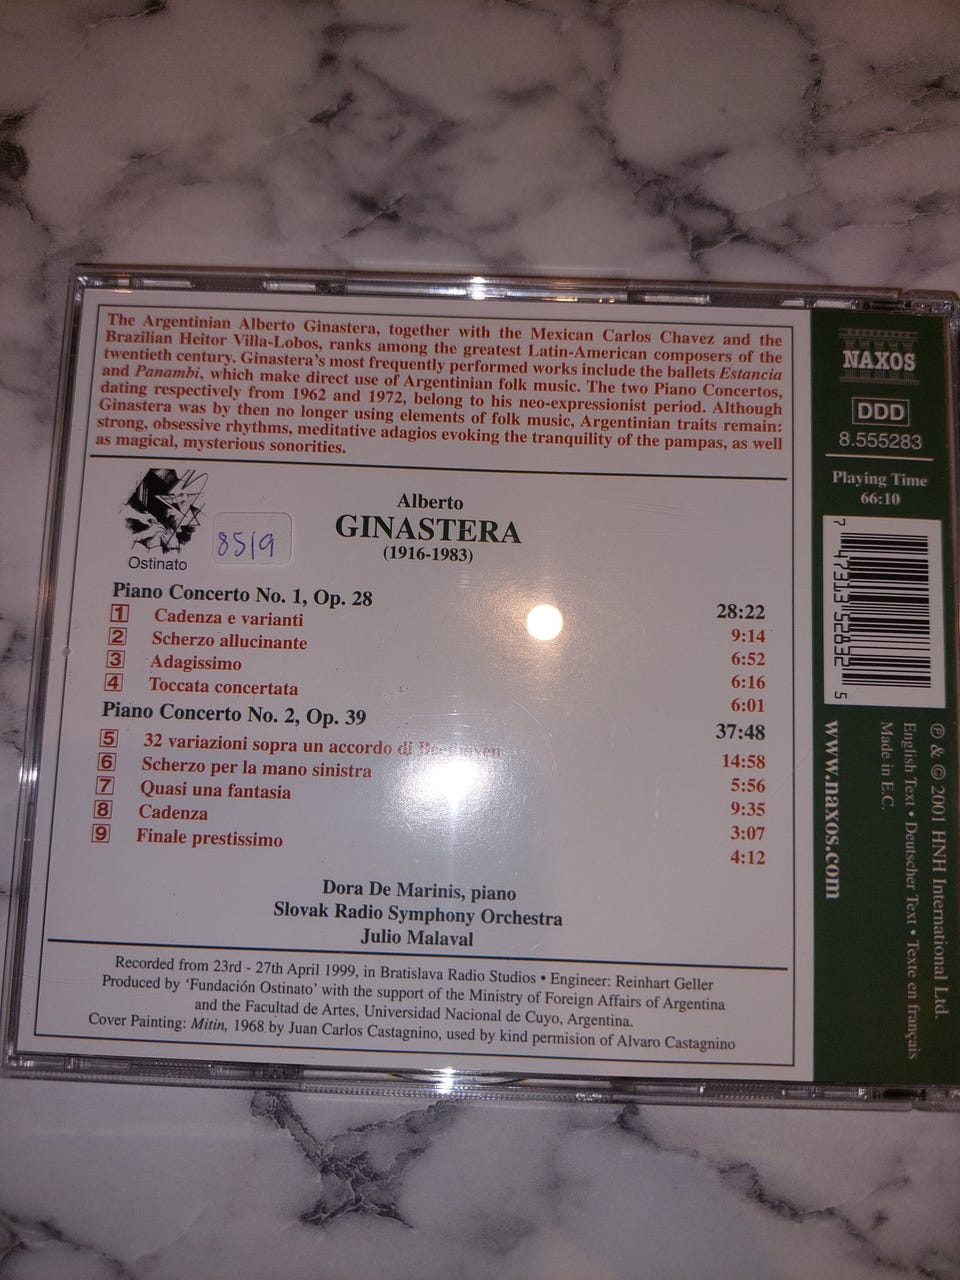 The Argentinian Alberto Ginastera, together with the Mexican Carlos Chavez and the
Brazilian Heitor Villa-Lobos, ranks among the greatest Latin-American composers of the
twentieth century. Ginastera's most frequently performed works include the ballets Estancia
and Panambi, which make direct use of Argentinian folk music. The two Piano Concertos,
dating respectively from 1962 and 1972, belong to his neo-expressionist period. Although
Ginastera was by then no longer using elements of folk music, Argentinian traits remain:
strong, obsessive rhythms, meditative adagios evoking the tranquility of the pampas, as well
as magical, mysterious sonorities.
Ostinato
8519
Alberto
GINASTERA
(1916-1983)
Piano Concerto No. 1, Op. 28 28:22
1 Cadenza e varianti 9:14
2 Scherzo allucinante 6:52
3 Adagissimo 6:16
4 Toccata concertata 6:01
Piano Concerto No. 2, Op. 39 37:48
5 32 variazioni sopra un accordo di Beethoven 14:58
6 Scherzo per la mano sinistra 5:56
7 Quasi una fantasia 9:35
8 Cadenza 3:07
9 Finale prestissimo 4:12
Dora De Marinis, piano
Slovak Radio Symphony Orchestra
Julio Malaval
Recorded from 23rd - 27th April 1999, in Bratislava Radio Studios • Engineer: Reinhart Geller
Produced by 'Fundación Ostinato' with the support of the Ministry of Foreign Affairs of Argentina
and the Facultad de Artes, Universidad Nacional de Cuyo, Argentina.
Cover Painting: Mitin, 1968 by Juan Carlos Castagnino, used by kind permision of Alvaro Castagnino
NAXOS
DDD
8.555283
Playing Time
66:10
7 47313 52832 5
www.naxos.com
℗ & © 2001 HNH International Ltd.
English Text • Deutscher Text • Texte en français
Made in E.C.